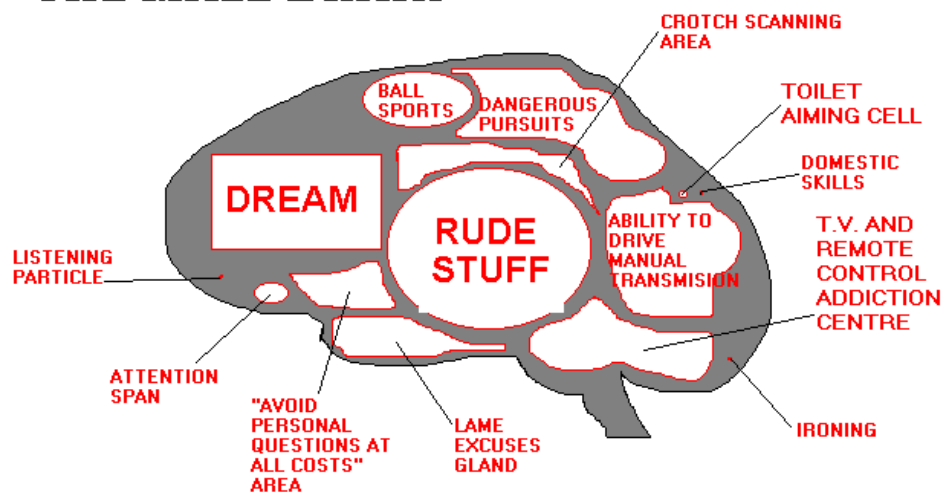 CROTCH SCANNING
AREA
BALL
SPORTS
DANGEROUS
PURSUITS
TOILET
AIMING CELL
DOMESTIC
SKILLS
DREAM
RUDE
STUFF
ABILITY TO
DRIVE
MANUAL
TRANSMISION
T.V. AND
REMOTE
CONTROL
ADDICTION
CENTRE
LISTENING
PARTICLE
ATTENTION
SPAN
"AVOID
PERSONAL
QUESTIONS AT
ALL COSTS"
AREA
LAME
EXCUSES
GLAND
IRONING